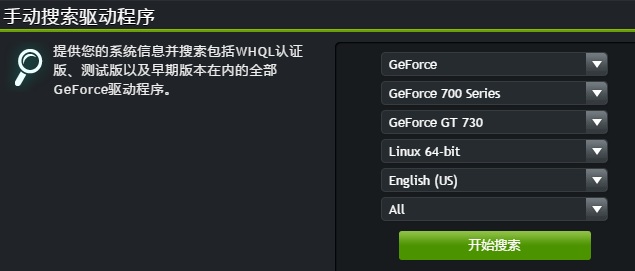 手动搜索驱动程序
提供您的系统信息并搜索包括WHQL认证
版、测试版以及早期版本在内的全部
GeForce驱动程序。
GeForce
GeForce 700 Series
GeForce GT 730
Linux 64-bit
English (US)
All
开始搜索